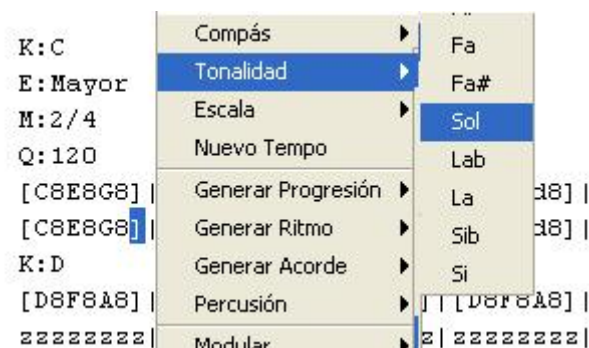 K:C
E:Mayor
M:2/4
Q:120
[C8E8G8]|
[C8E8G8]|
K:D
[D8F8A8]|
zzzzzzzz|
Compás
Tonalidad
Escala
Nuevo Tempo
Generar Progresión
Generar Ritmo
Generar Acorde
Percusión
Modular
Fa
Fa#
Sol
Lab
La
Sib
Si
d8]|
d8]|
]|[D8F8A8]|
z|zzzzzzzz|